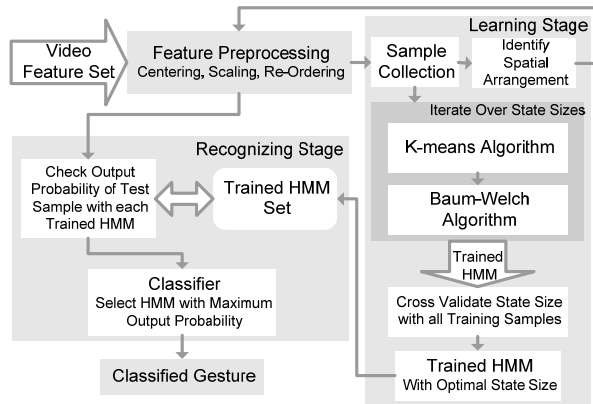 Video
Feature Set
Feature Preprocessing
Centering, Scaling, Re-Ordering
Learning Stage
Sample
Collection
Identify
Spatial
Arrangement
Iterate Over State Sizes
K-means Algorithm
Baum-Welch
Algorithm
Trained
HMM
Cross Validate State Size
with all Training Samples
Trained HMM
With Optimal State Size
Recognizing Stage
Check Output
Probability of Test
Sample with each
Trained HMM
Trained HMM
Set
Classifier
Select HMM with Maximum
Output Probability
Classified Gesture